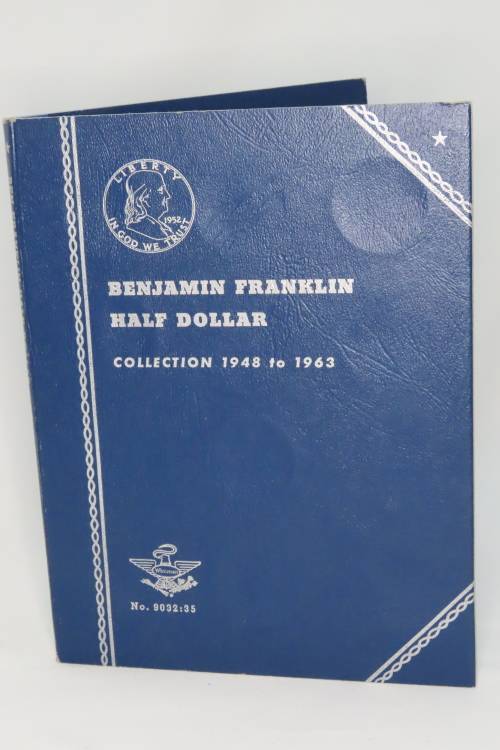 LIBERTY
1952
IN GOD WE TRUST
BENJAMIN FRANKLIN
HALF DOLLAR
COLLECTION 1948 to 1963
Whitman
No. 9032:35